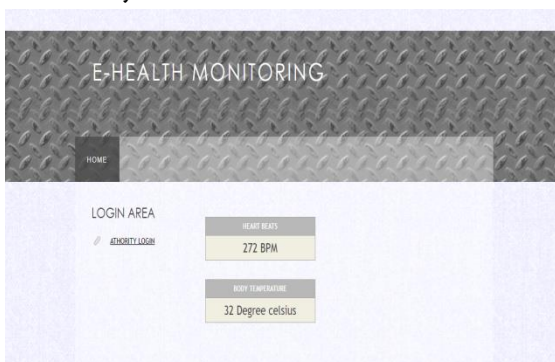 E-HEALTH MONITORING
HOME
LOGIN AREA
ATHORITY LOGIN
HEART BEATS
272 BPM
BODY TEMPERATURE
32 Degree celsius